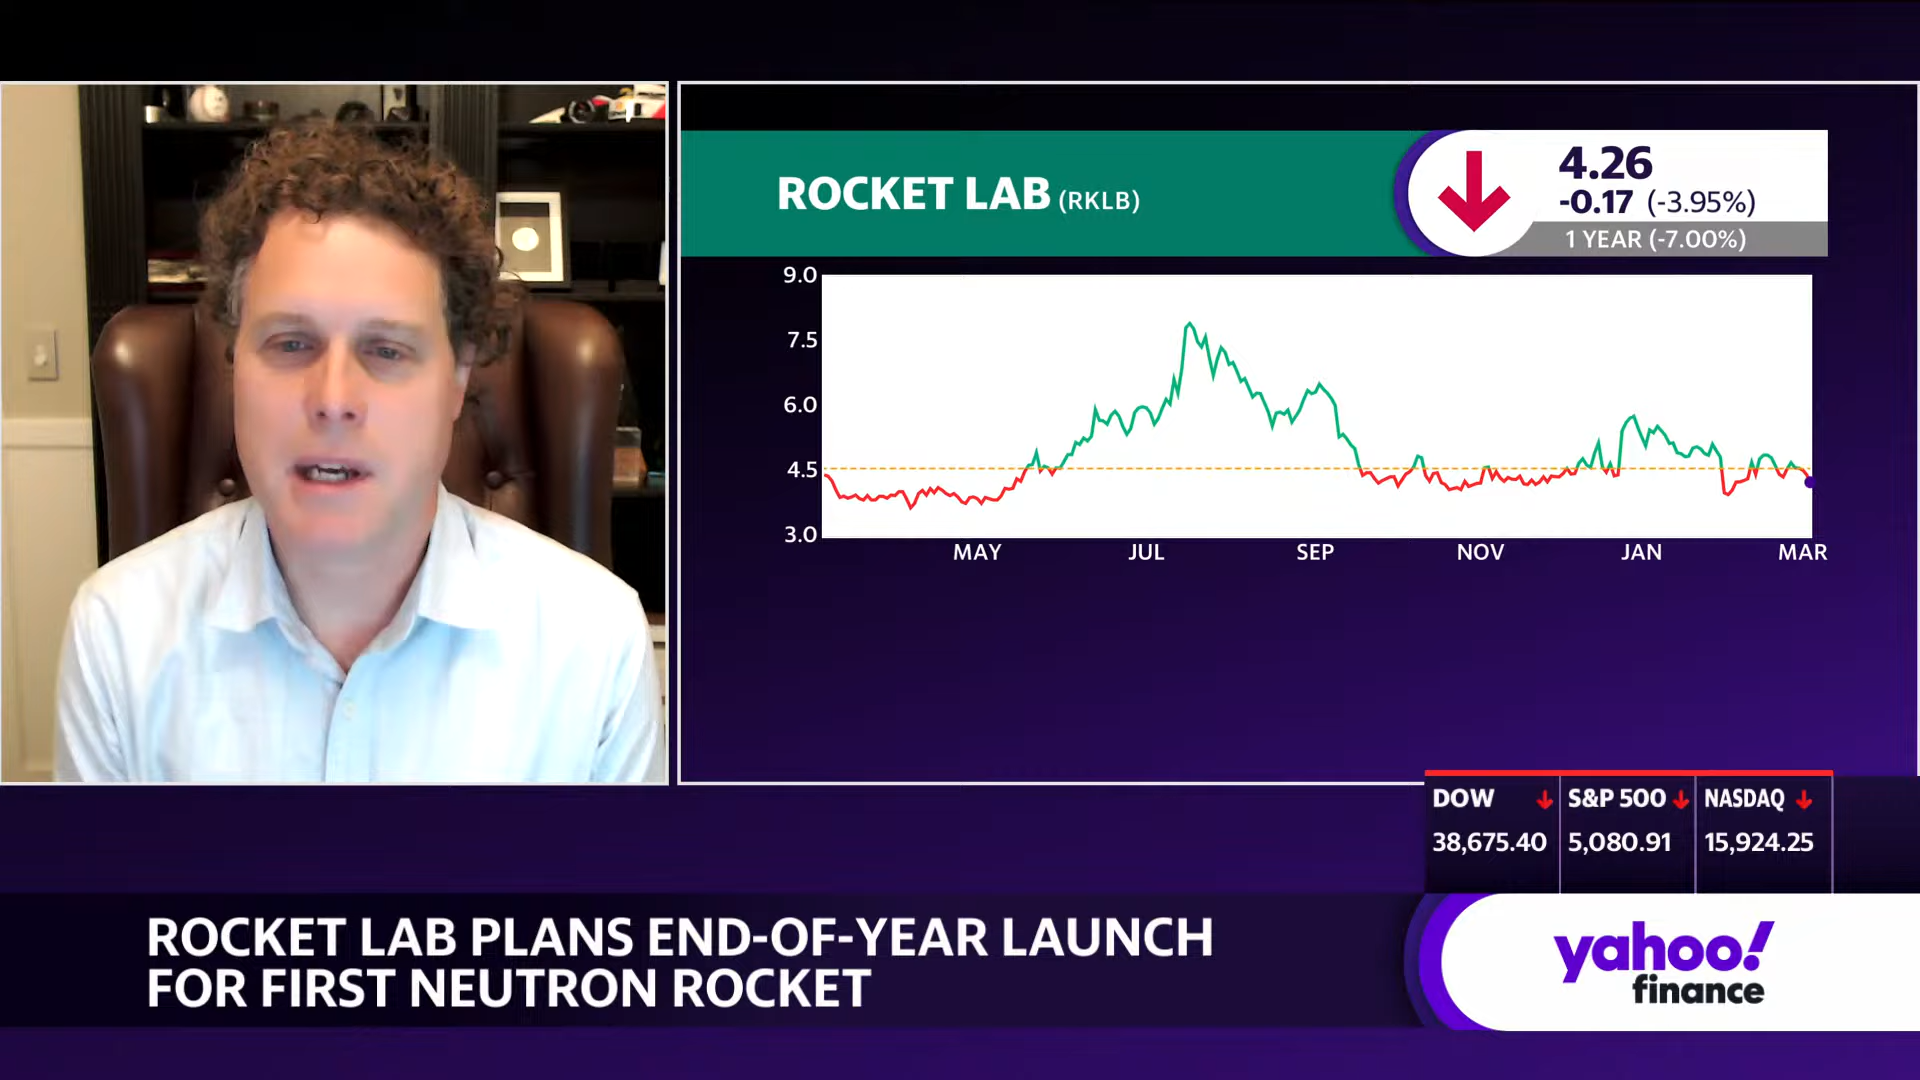 ROCKET LAB (RKLB)
4.26
-0.17 (-3.95%)
1 YEAR (-7.00%)
9.0
7.5
6.0
4.5
3.0
MAY JUL SEP NOV JAN MAR
DOW S&P 500 NASDAQ
38,675.40 5,080.91 15,924.25
ROCKET LAB PLANS END-OF-YEAR LAUNCH
FOR FIRST NEUTRON ROCKET
yahoo!
finance